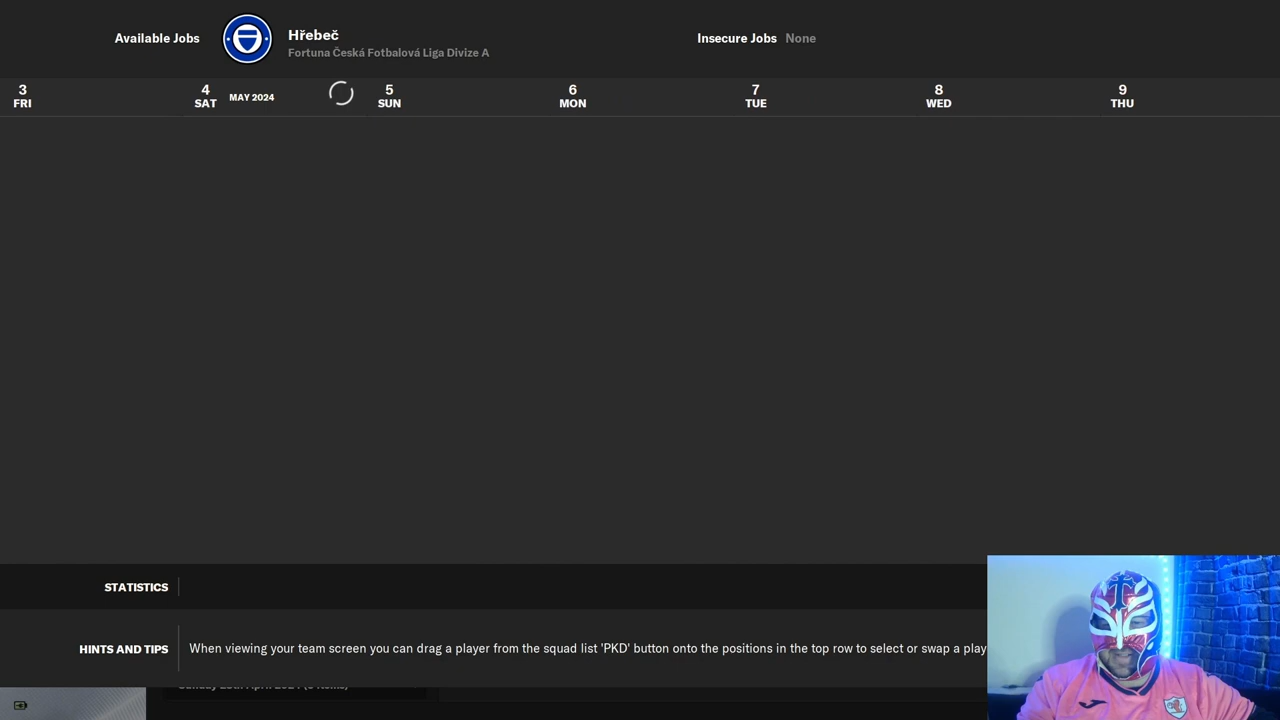 Available Jobs
Hřebeč
Fortuna Česká Fotbalová Liga Divize A
Insecure Jobs None
3
FRI
4
SAT
MAY 2024
5
SUN
6
MON
7
TUE
8
WED
9
THU
STATISTICS
HINTS AND TIPS
When viewing your team screen you can drag a player from the squad list 'PKD' button onto the positions in the top row to select or swap a play